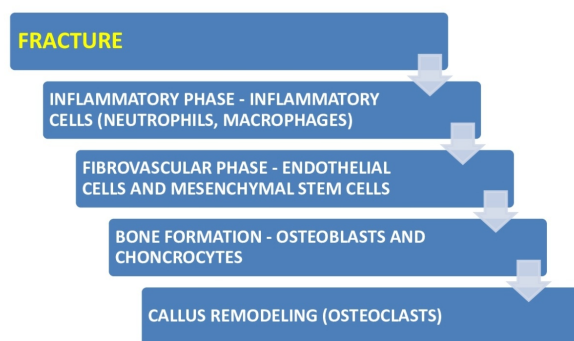 FRACTURE
INFLAMMATORY PHASE - INFLAMMATORY
CELLS (NEUTROPHILS, MACROPHAGES)
FIBROVASCULAR PHASE - ENDOTHELIAL
CELLS AND MESENCHYMAL STEM CELLS
BONE FORMATION - OSTEOBLASTS AND
CHONCROCYTES
CALLUS REMODELING (OSTEOCLASTS)